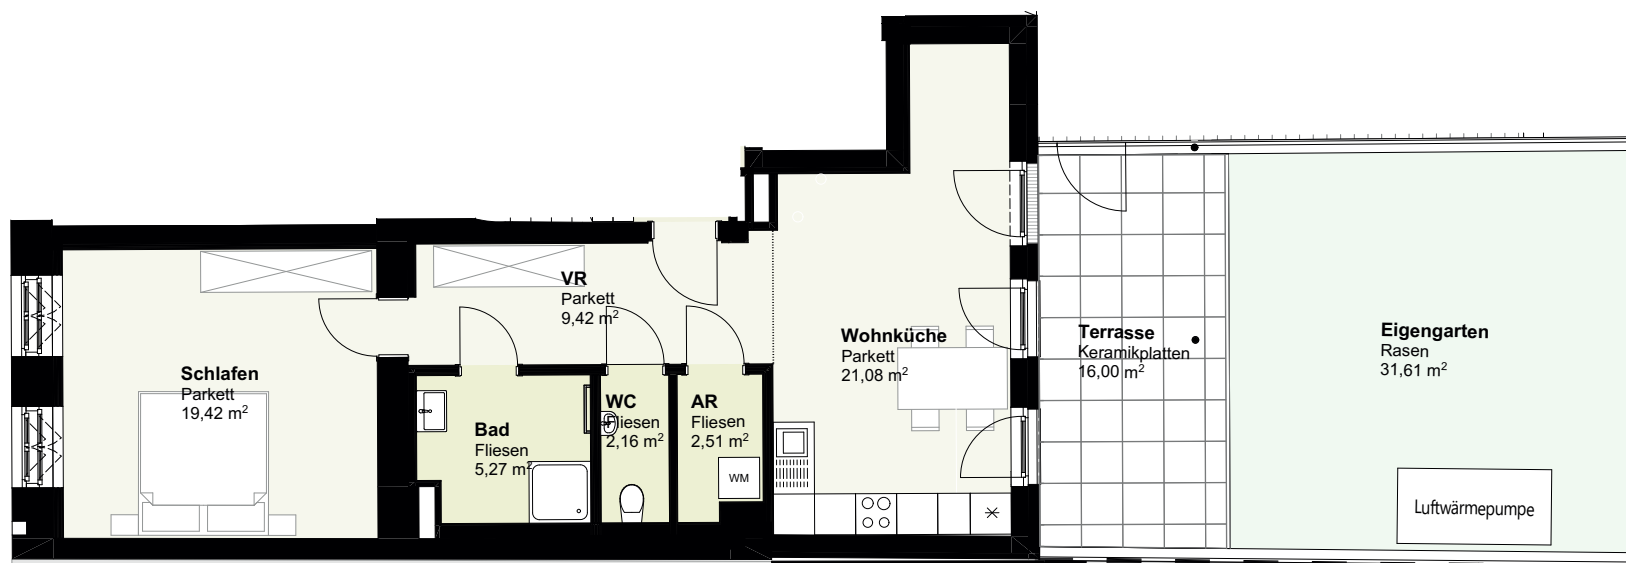 Schlafen
Parkett
19,42 m²
VR
Parkett
9,42 m²
Bad
Fliesen
5,27 m²
WC
Fliesen
2,16 m²
AR
Fliesen
2,51 m²
WM
Wohnküche
Parkett
21,08 m²
Terrasse
Keramikplatten
16,00 m²
Eigengarten
Rasen
31,61 m²
Luftwärmepumpe